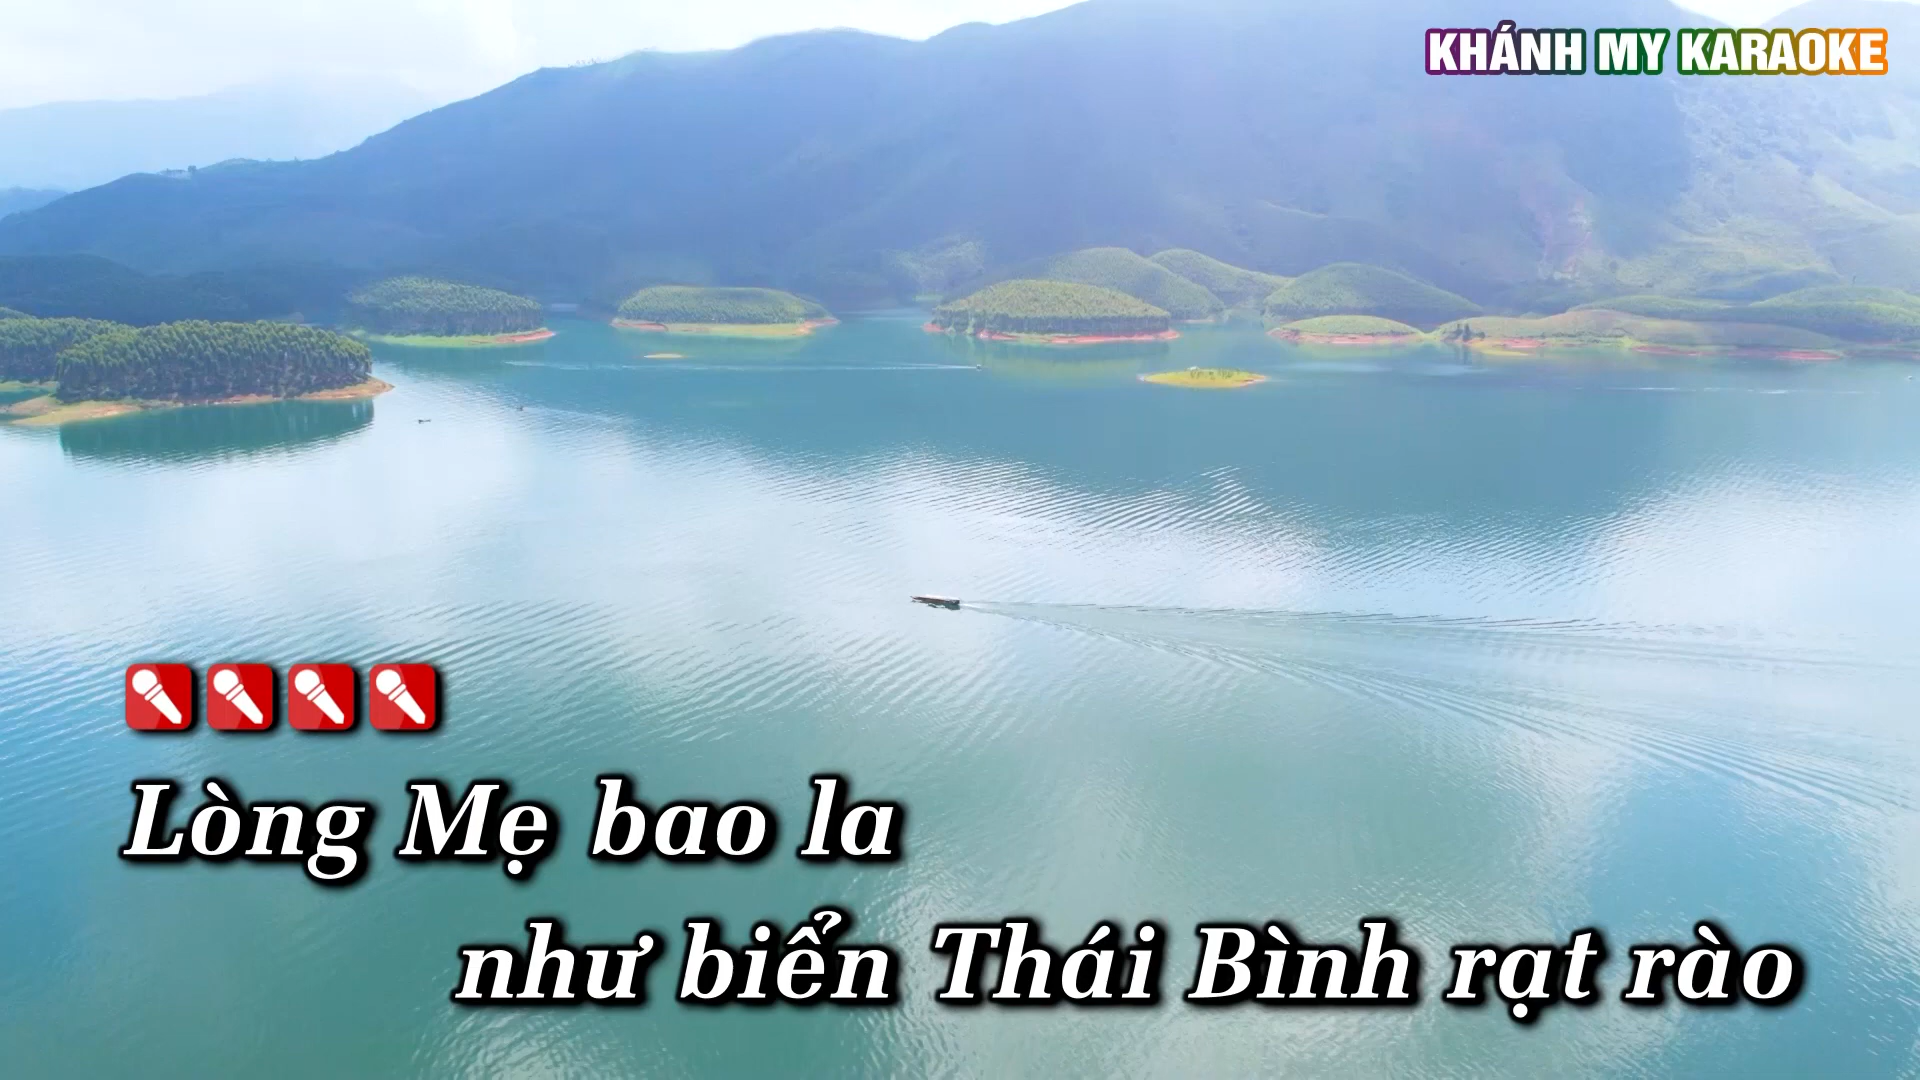 KHÁNH MY KARAOKE
Lòng Mẹ bao la
như biển Thái Bình rạt rào